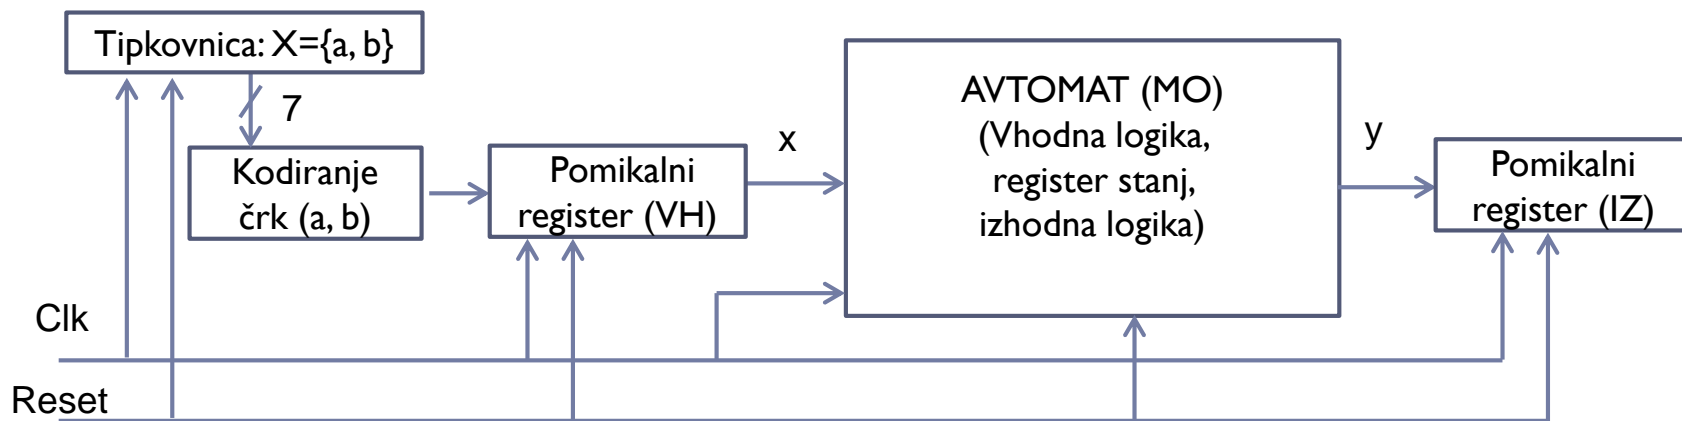 Tipkovnica: X={a, b}
7
Kodiranje
črk (a, b)
Pomikalni
register (VH)
x
AVTOMAT (MO)
(Vhodna logika,
register stanj,
izhodna logika)
y
Pomikalni
register (IZ)
Clk
Reset